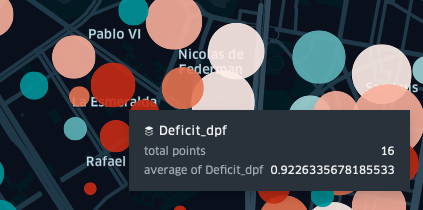 Pablo VI
Nicolas de
Federman
La Esmeralda
Rafael
Deficit_dpf
total points 16
average of Deficit_dpf 0.9226335678185533